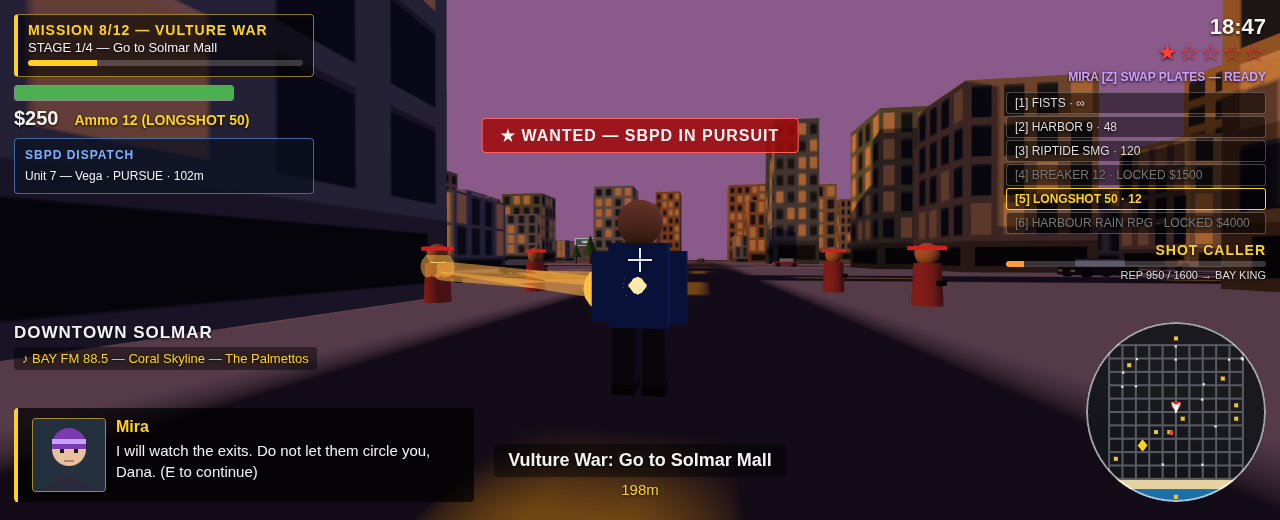 MISSION 8/12 — VULTURE WAR
STAGE 1/4 — Go to Solmar Mall
$250 Ammo 12 (LONGSHOT 50)
SBPD DISPATCH
Unit 7 — Vega · PURSUE · 102m
★ WANTED — SBPD IN PURSUIT
18:47
★☆☆☆☆
MIRA [Z] SWAP PLATES — READY
[1] FISTS · ∞
[2] HARBOR 9 · 48
[3] RIPTIDE SMG · 120
[4] BREAKER 12 · LOCKED $1500
[5] LONGSHOT 50 · 12
[6] HARBOUR RAIN RPG · LOCKED $4000
SHOT CALLER
REP 950 / 1600 → BAY KING
DOWNTOWN SOLMAR
♪ BAY FM 88.5 — Coral Skyline — The Palmettos
Mira
I will watch the exits. Do not let them circle you,
Dana. (E to continue)
Vulture War: Go to Solmar Mall
198m